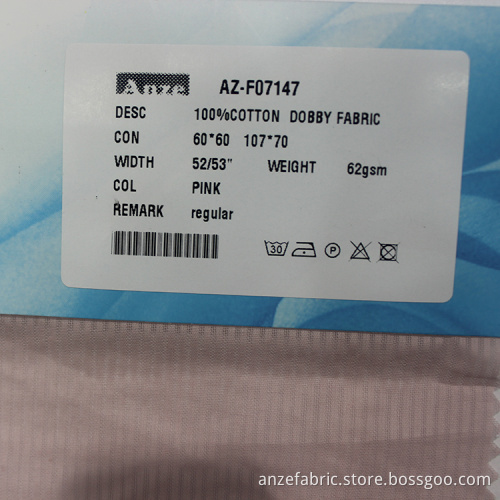 Anze AZ-F07147
DESC 100%COTTON DOBBY FABRIC
CON 60*60 107*70
WIDTH 52/53" WEIGHT 62gsm
COL PINK
REMARK regular
30 P
anzefabric.store.bossgoo.com